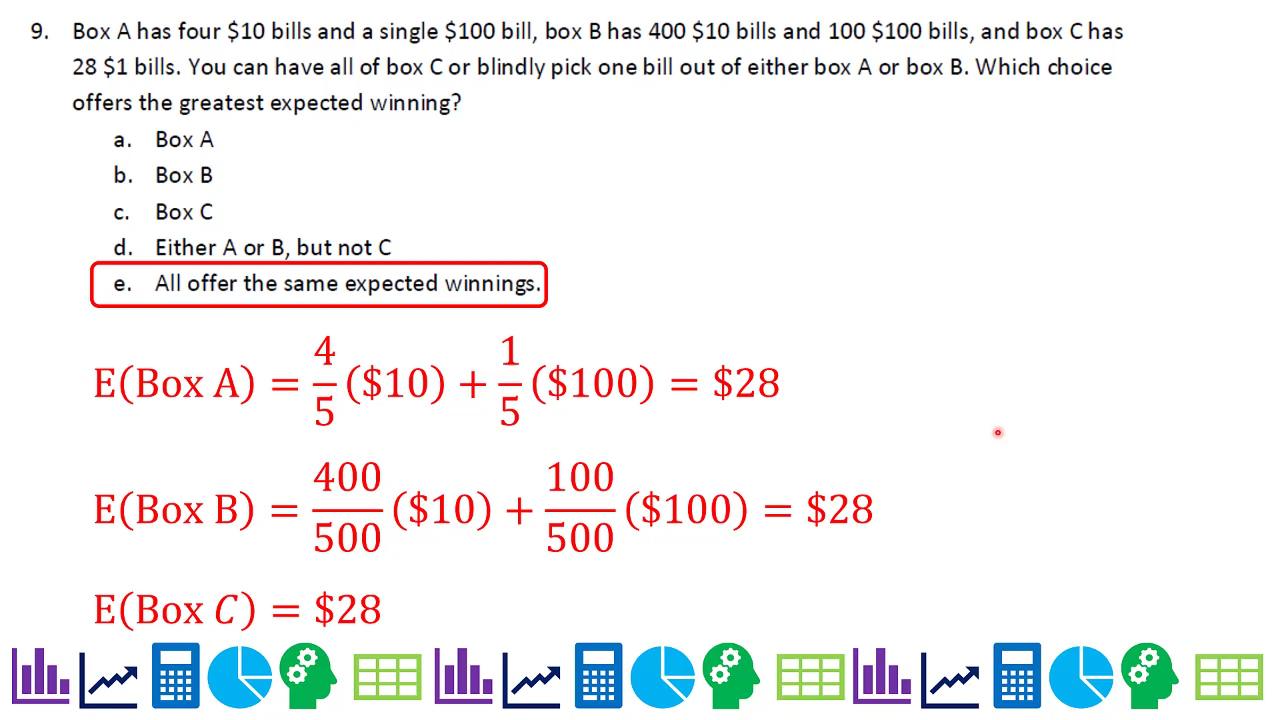 9. Box A has four $10 bills and a single $100 bill, box B has 400 $10 bills and 100 $100 bills, and box C has
28 $1 bills. You can have all of box C or blindly pick one bill out of either box A or box B. Which choice
offers the greatest expected winning?
a. Box A
b. Box B
c. Box C
d. Either A or B, but not C
e. All offer the same expected winnings.
E(Box A) = 4/5 ($10) + 1/5 ($100) = $28
E(Box B) = 400/500 ($10) + 100/500 ($100) = $28
E(Box C) = $28